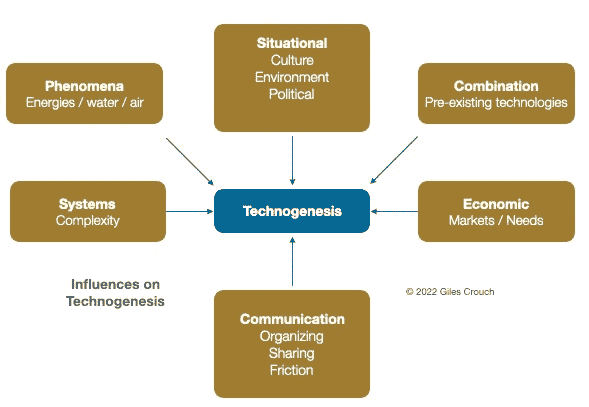 Situational
Culture
Environment
Political
Phenomena
Energies / water / air
Combination
Pre-existing technologies
Systems
Complexity
Technogenesis
Economic
Markets / Needs
Influences on
Technogenesis
© 2022 Giles Crouch
Communication
Organizing
Sharing
Friction